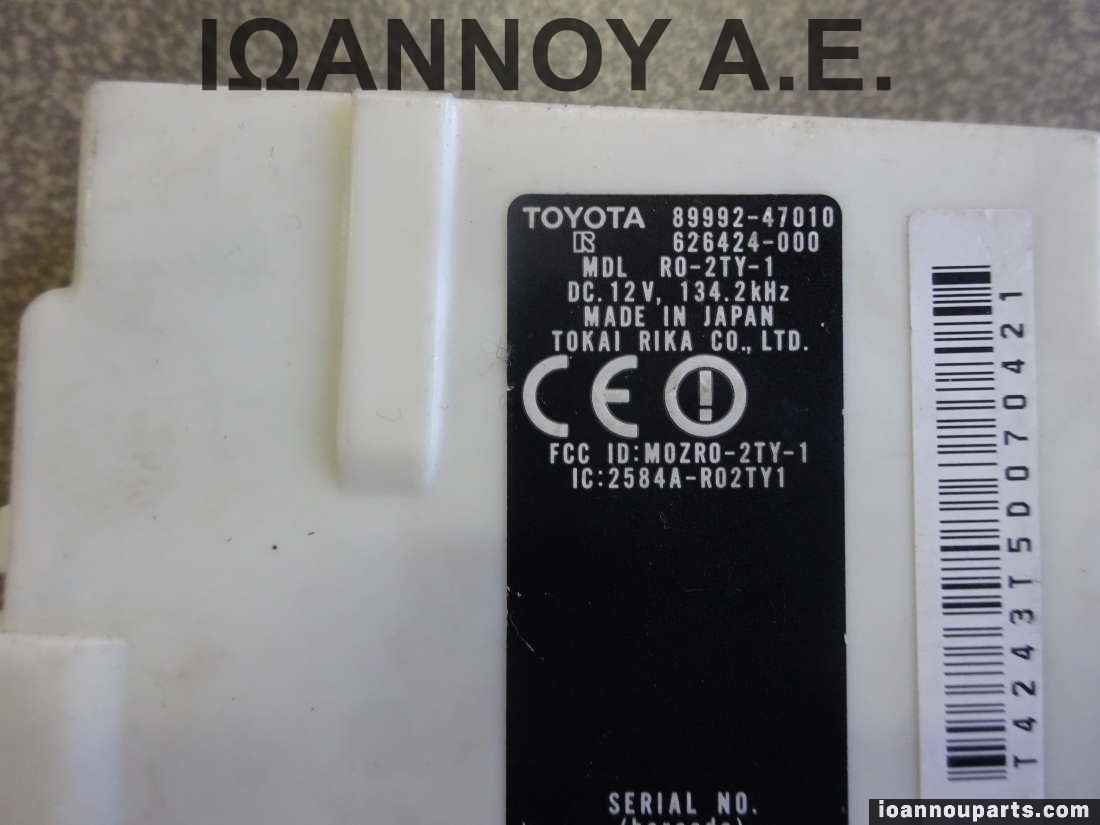 ΙΩΑΝΝΟΥ Α.Ε.
TOYOTA 89992-47010
R 626424-000
MDL RO-2TY-1
DC.12V, 134.2kHz
MADE IN JAPAN
TOKAI RIKA CO., LTD.
CE
FCC ID:MOZRO-2TY-1
IC:2584A-RO2TY1
SERIAL NO.
(barcode)
T4243T5D070421
ioannouparts.com